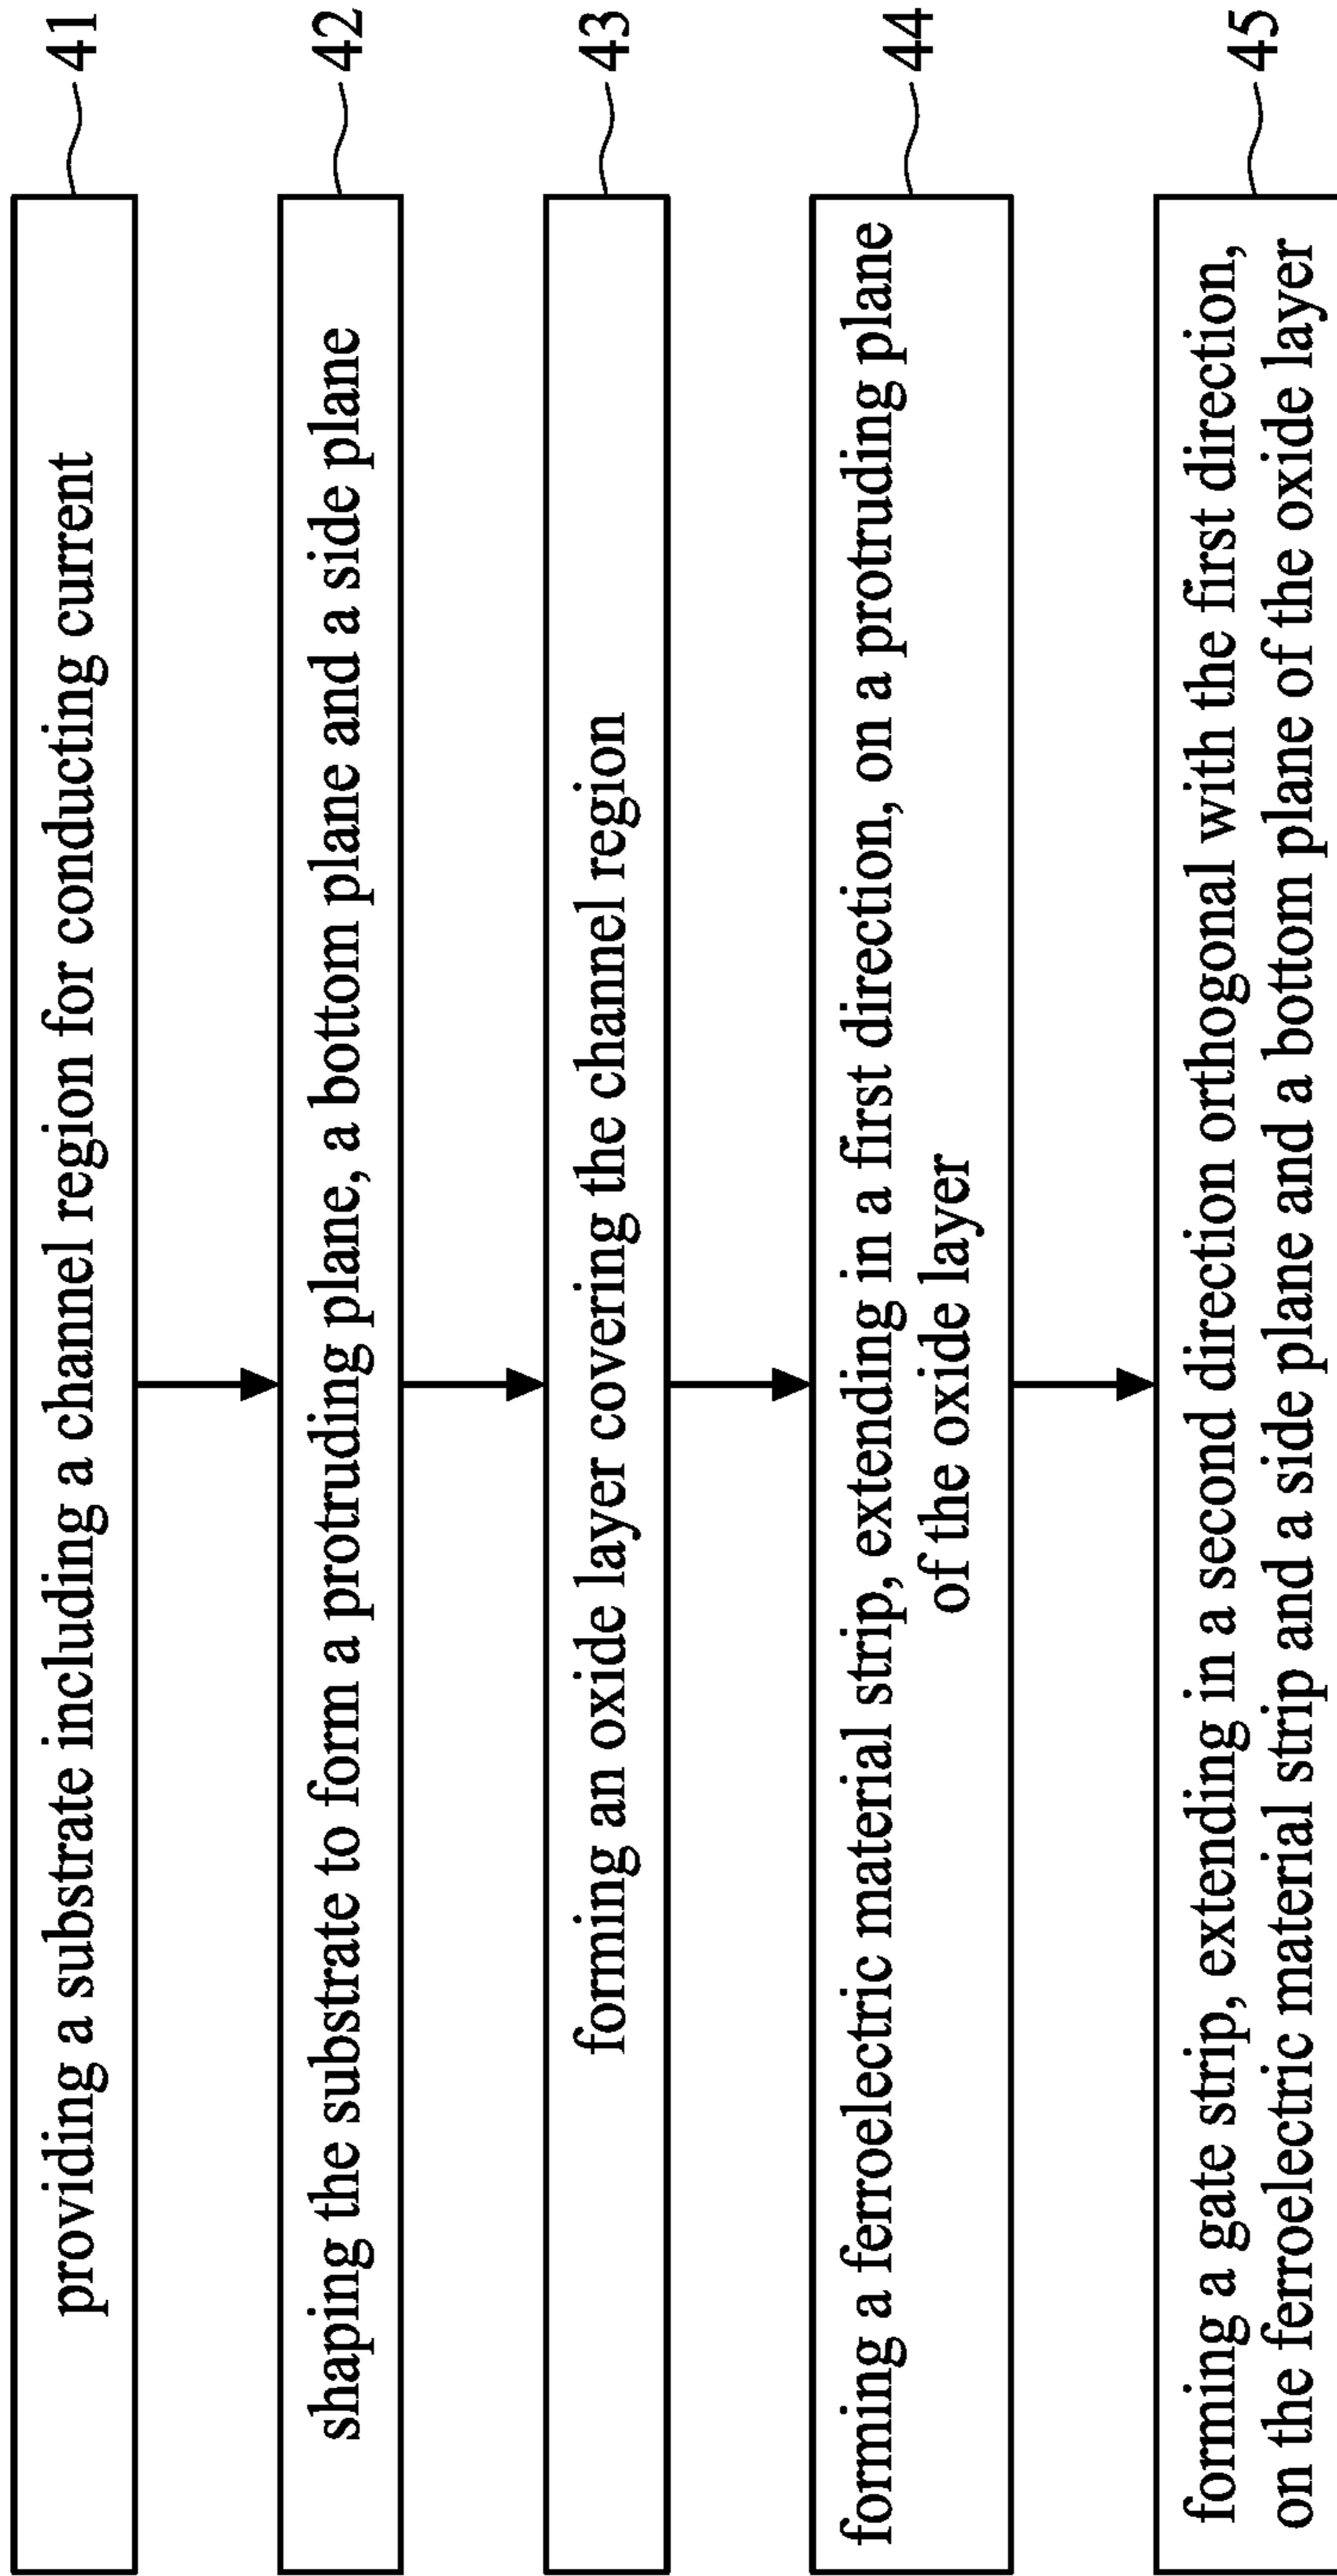 providing a substrate including a channel region for conducting current
41
shaping the substrate to form a protruding plane, a bottom plane and a side plane
42
forming an oxide layer covering the channel region
43
forming a ferroelectric material strip, extending in a first direction, on a protruding plane
of the oxide layer
44
forming a gate strip, extending in a second direction orthogonal with the first direction,
on the ferroelectric material strip and a side plane and a bottom plane of the oxide layer
45